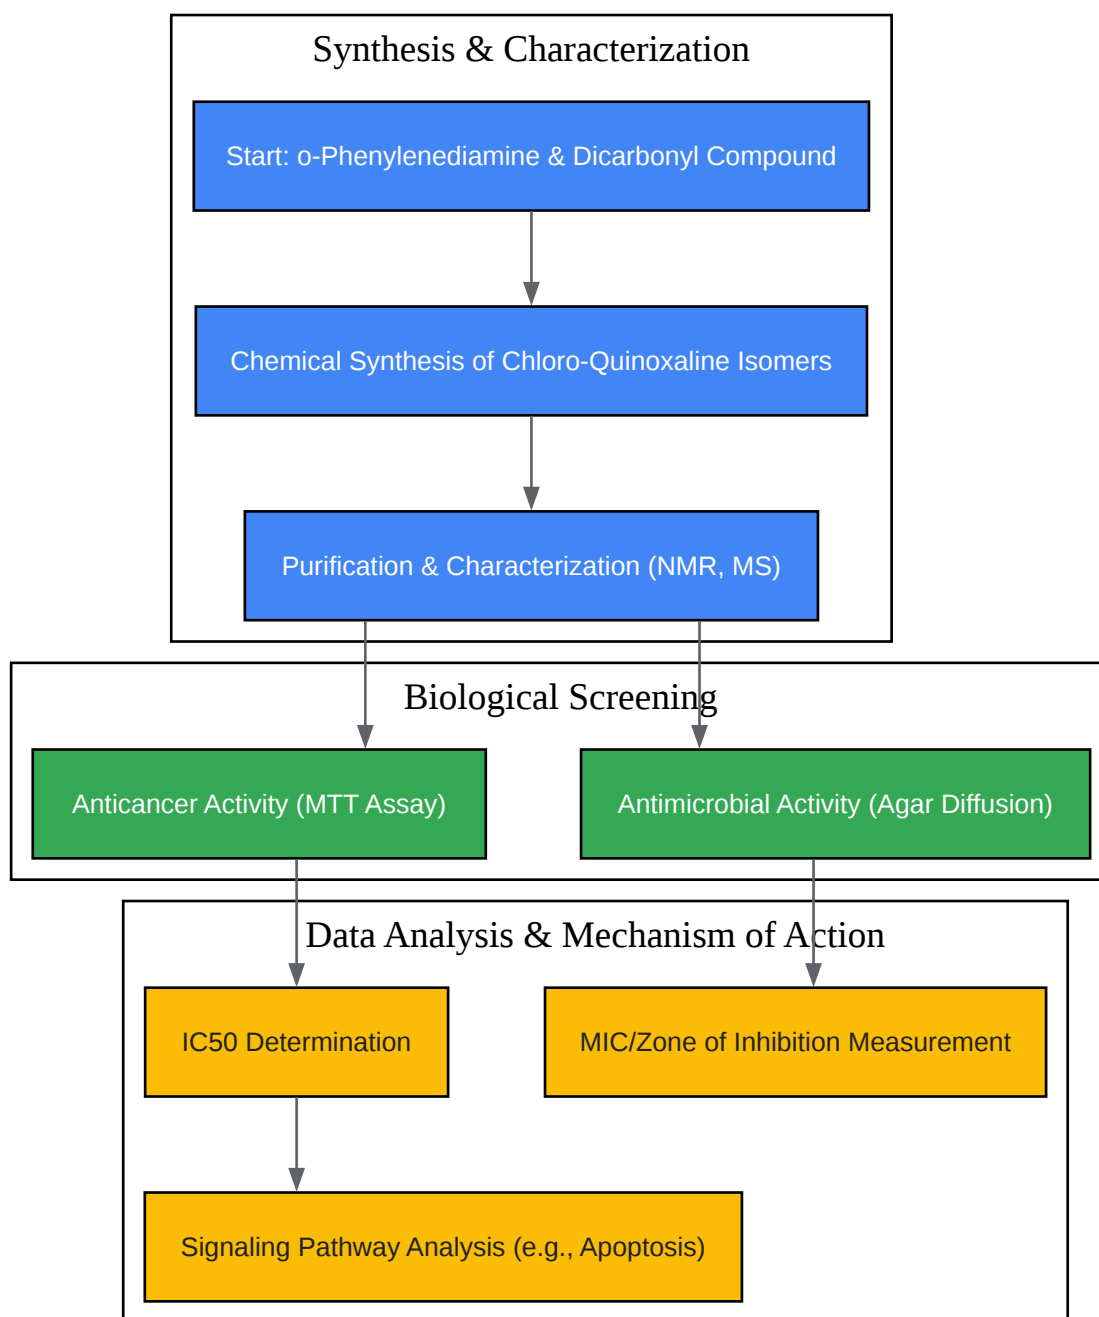 Synthesis & Characterization
Start: o-Phenylenediamine & Dicarbonyl Compound
Chemical Synthesis of Chloro-Quinoxaline Isomers
Purification & Characterization (NMR, MS)
Biological Screening
Anticancer Activity (MTT Assay)
Antimicrobial Activity (Agar Diffusion)
Data Analysis & Mechanism of Action
IC50 Determination
MIC/Zone of Inhibition Measurement
Signaling Pathway Analysis (e.g., Apoptosis)